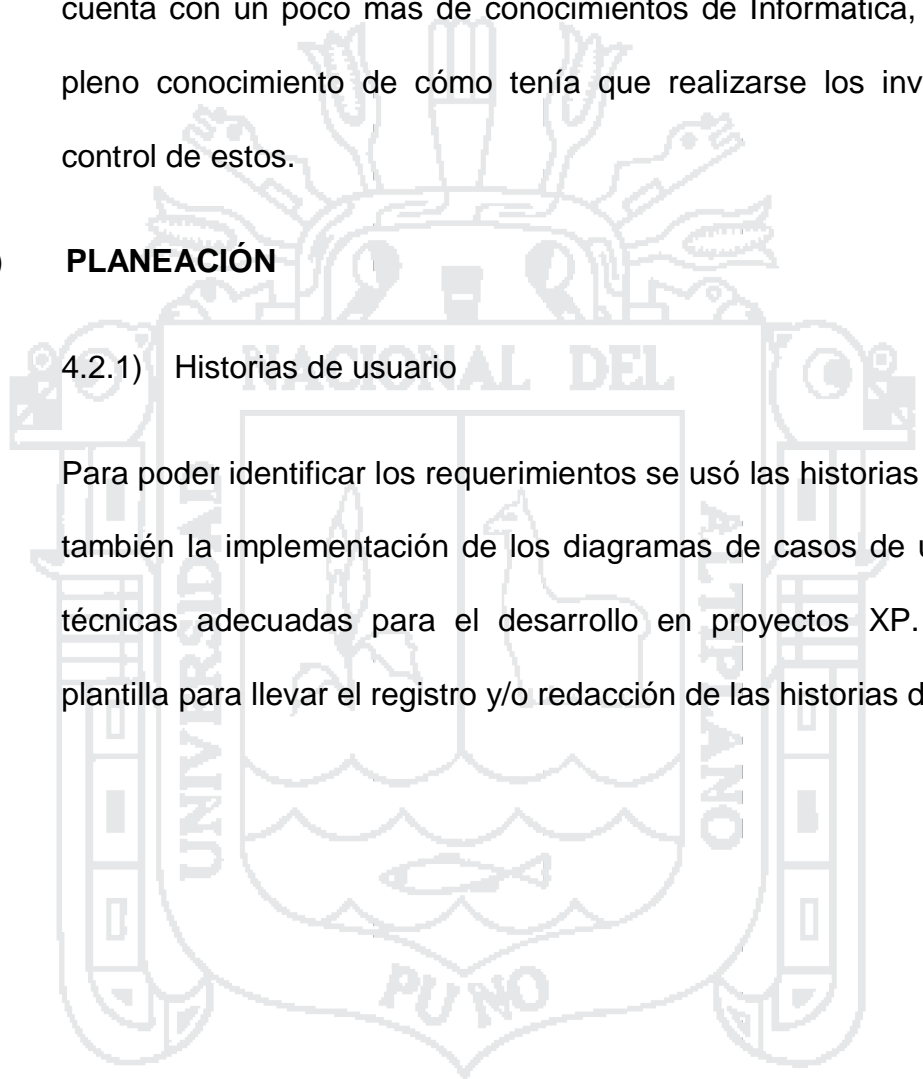 cuenta con un poco más de conocimientos de Informática,
pleno conocimiento de cómo tenía que realizarse los inv
control de estos.
) PLANEACIÓN
4.2.1) Historias de usuario
Para poder identificar los requerimientos se usó las historias
también la implementación de los diagramas de casos de u
técnicas adecuadas para el desarrollo en proyectos XP.
plantilla para llevar el registro y/o redacción de las historias d
NACIONAL DEL
UNIVERSIDAD
ALTIPLANO
PUNO